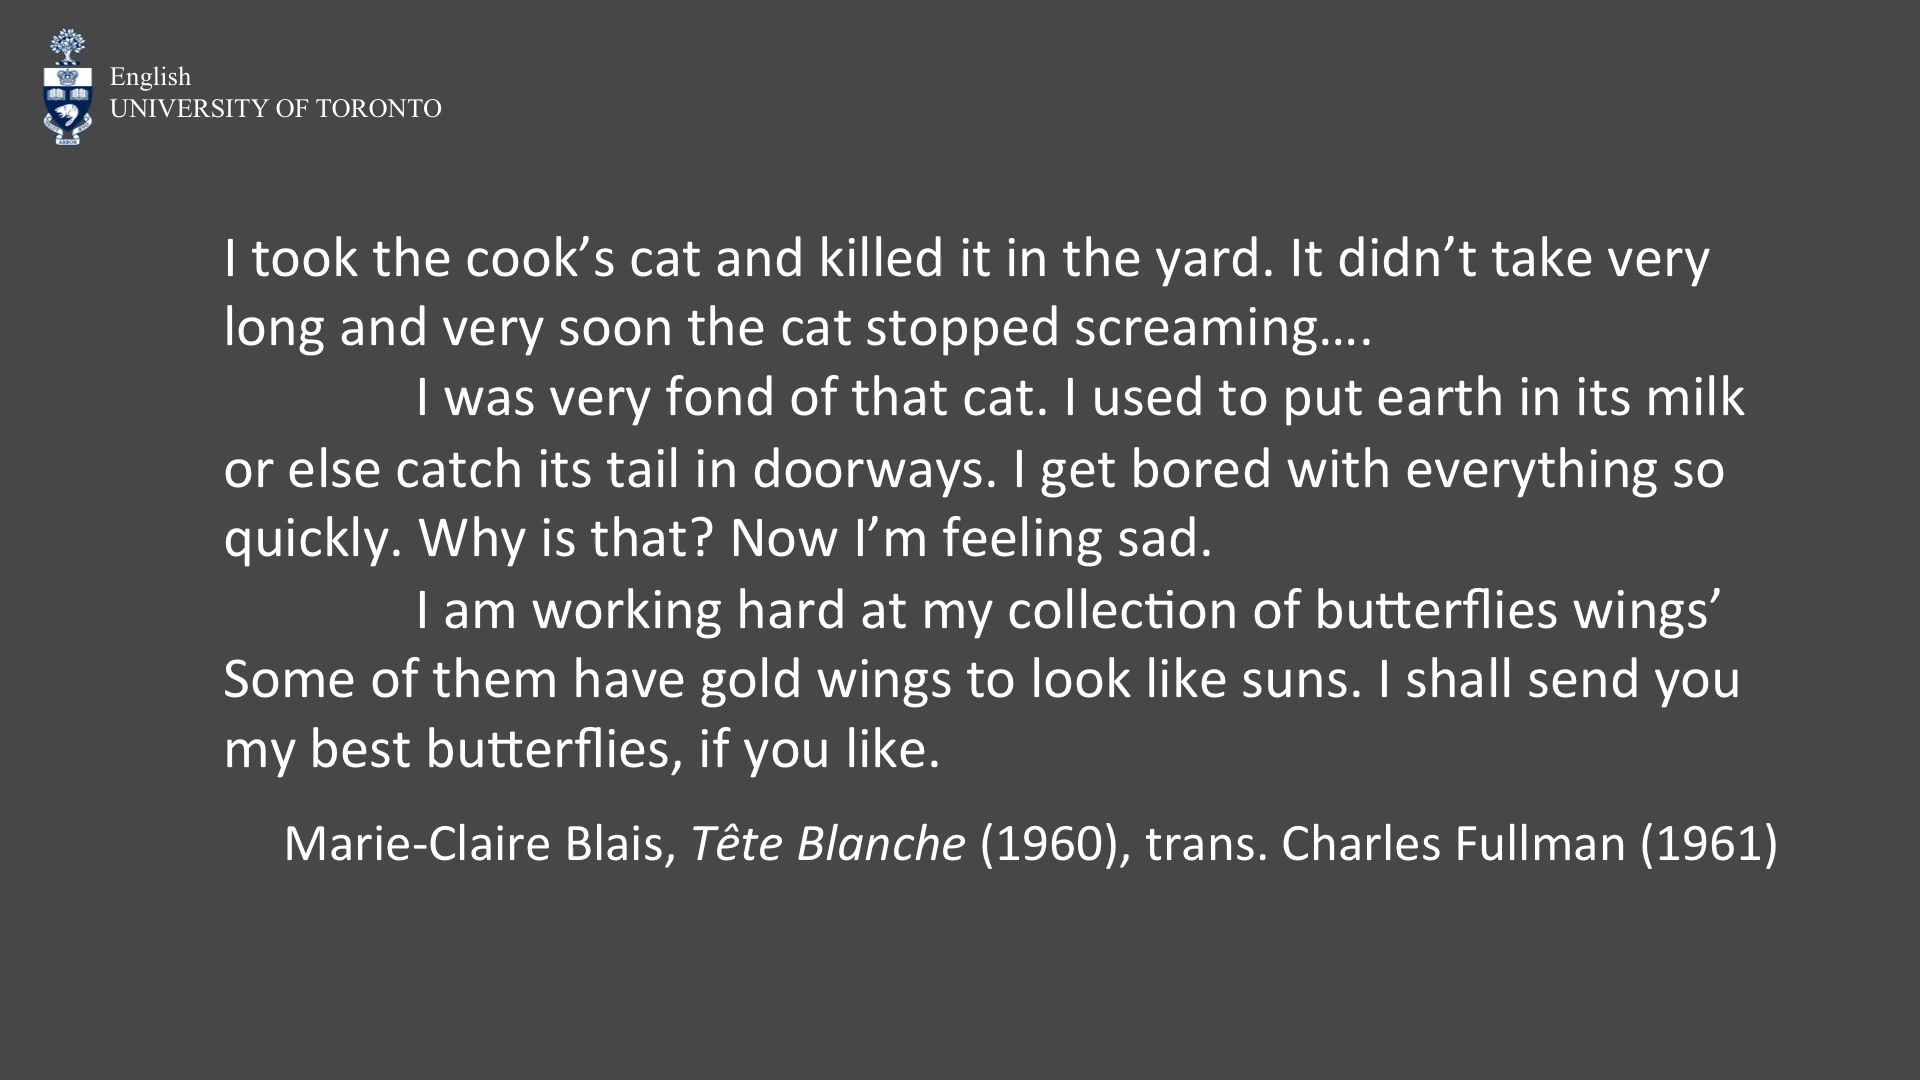 English
UNIVERSITY OF TORONTO
I took the cook’s cat and killed it in the yard. It didn’t take very
long and very soon the cat stopped screaming….
I was very fond of that cat. I used to put earth in its milk
or else catch its tail in doorways. I get bored with everything so
quickly. Why is that? Now I’m feeling sad.
I am working hard at my collection of butterflies wings’
Some of them have gold wings to look like suns. I shall send you
my best butterflies, if you like.
Marie-Claire Blais, Tête Blanche (1960), trans. Charles Fullman (1961)